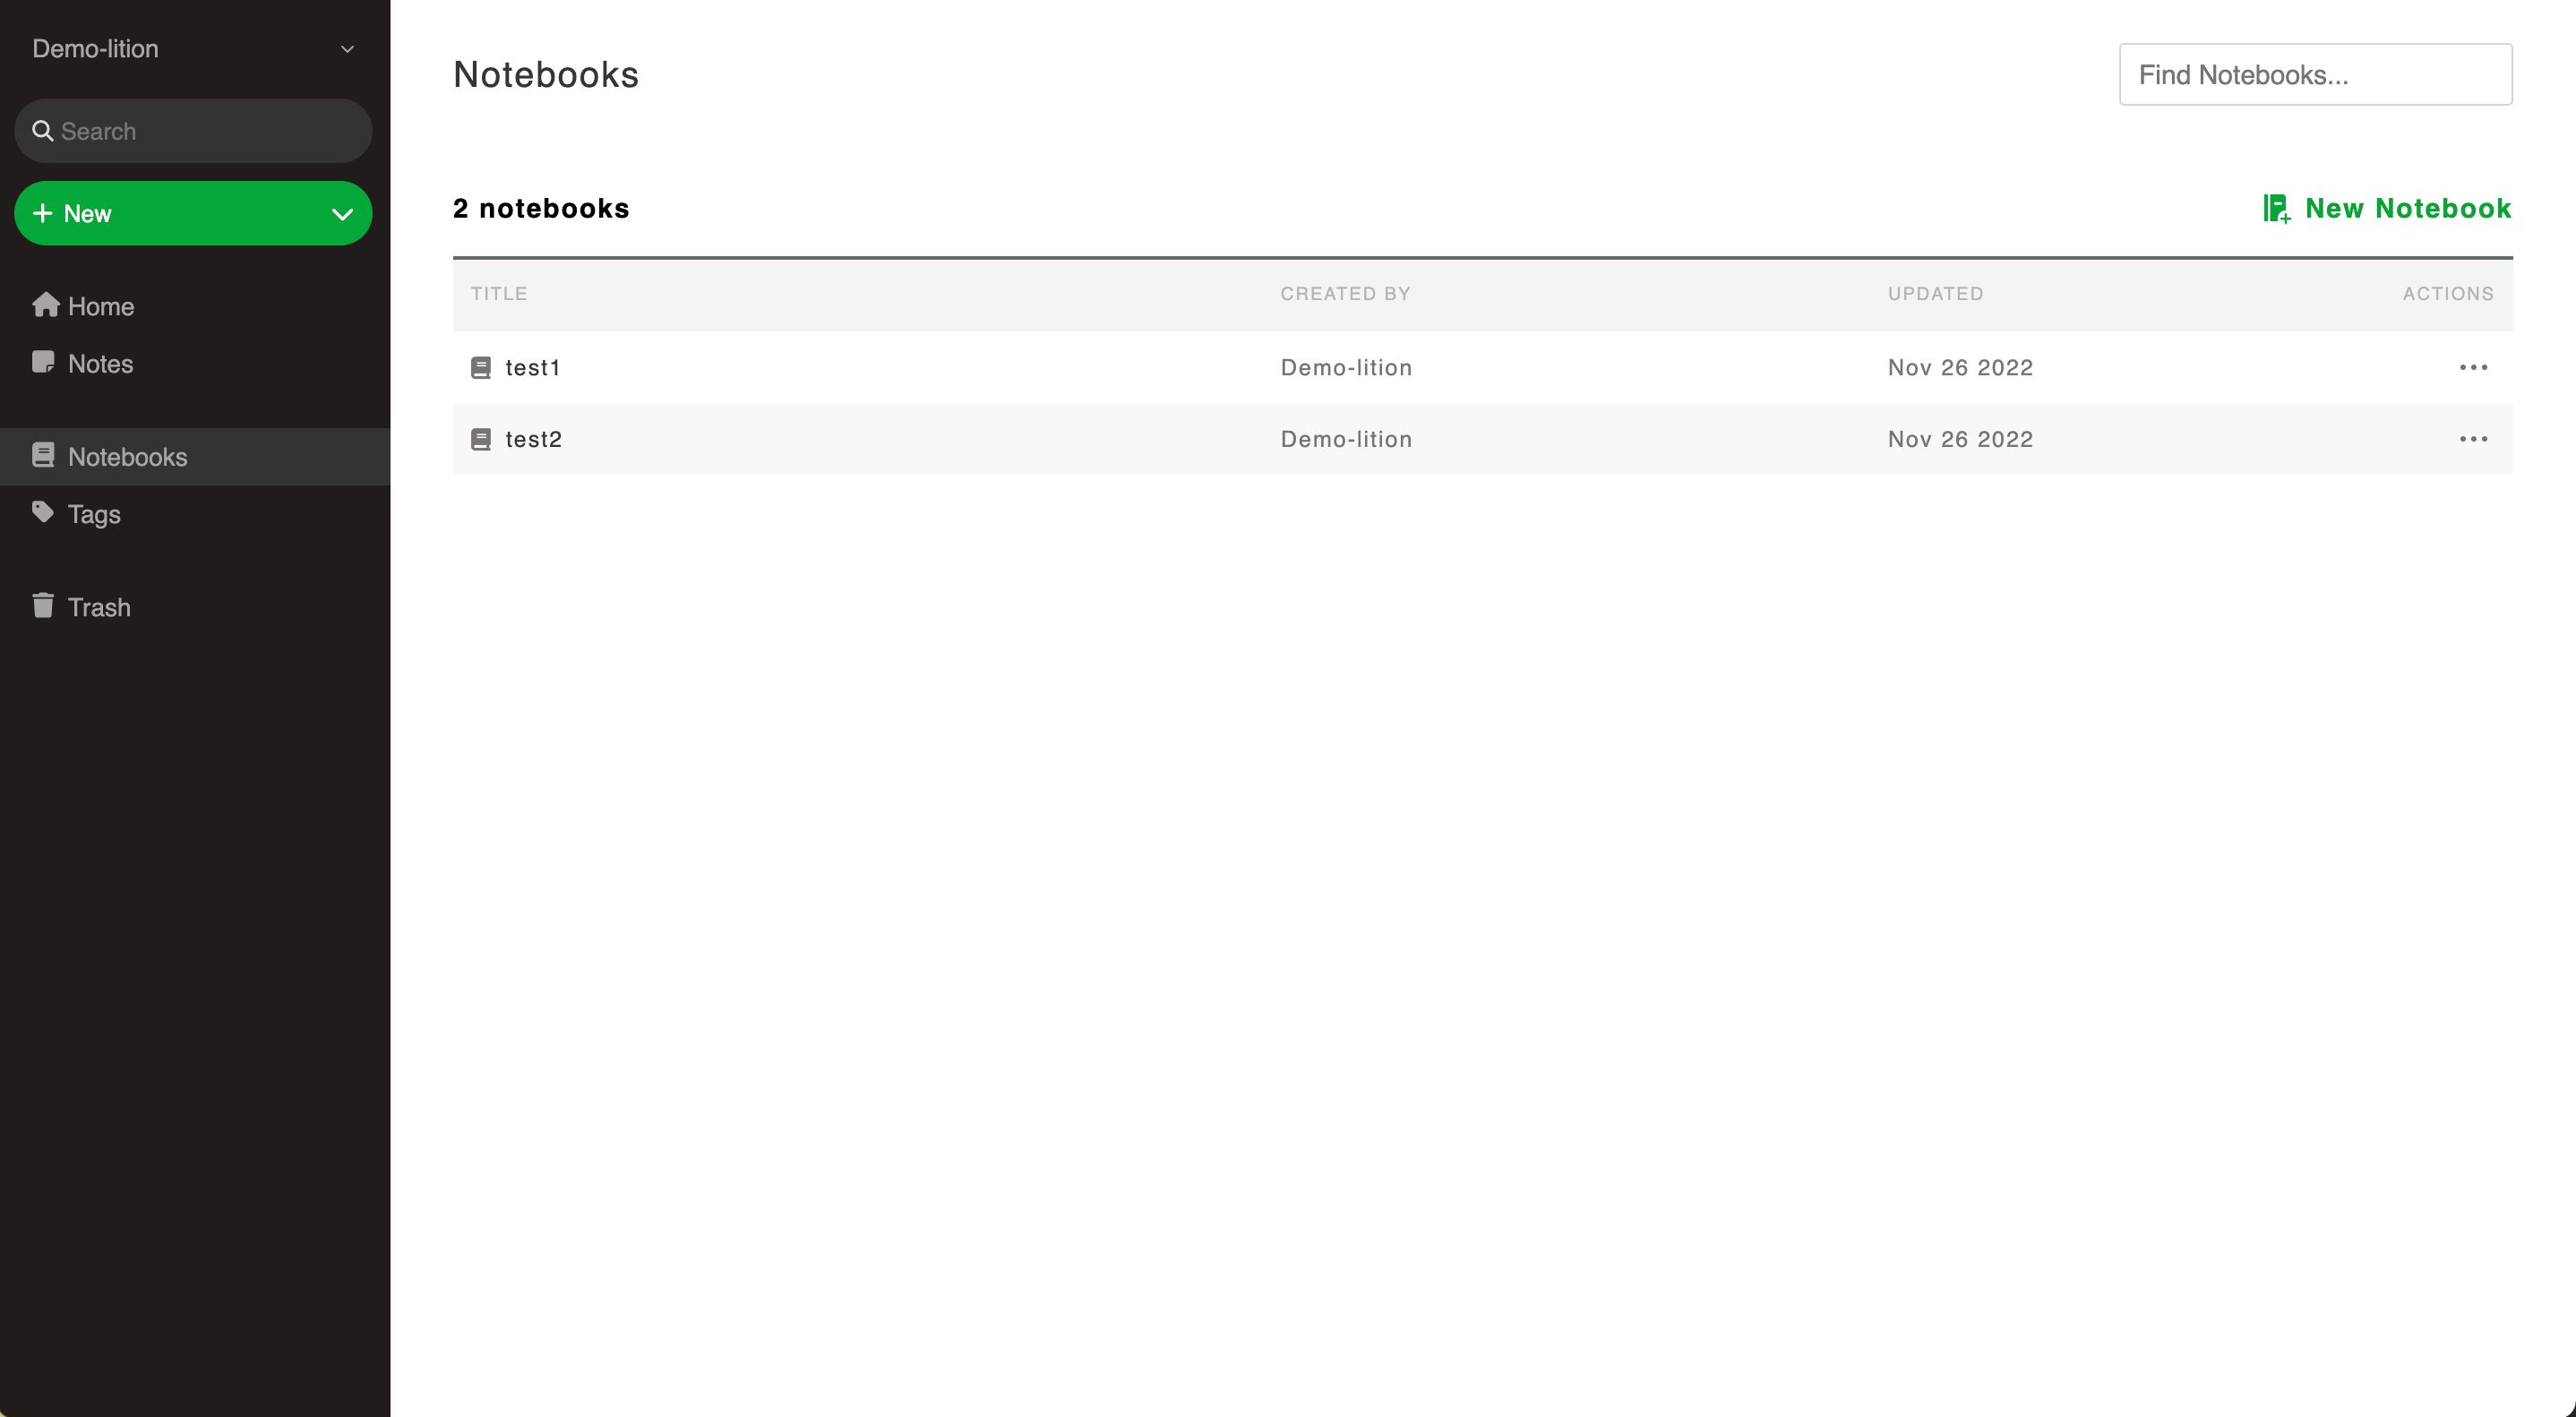 Demo-lition
Search
New
Home
Notes
Notebooks
Tags
Trash
Notebooks
Find Notebooks...
2 notebooks
New Notebook
TITLE CREATED BY UPDATED ACTIONS
test1 Demo-lition Nov 26 2022
test2 Demo-lition Nov 26 2022